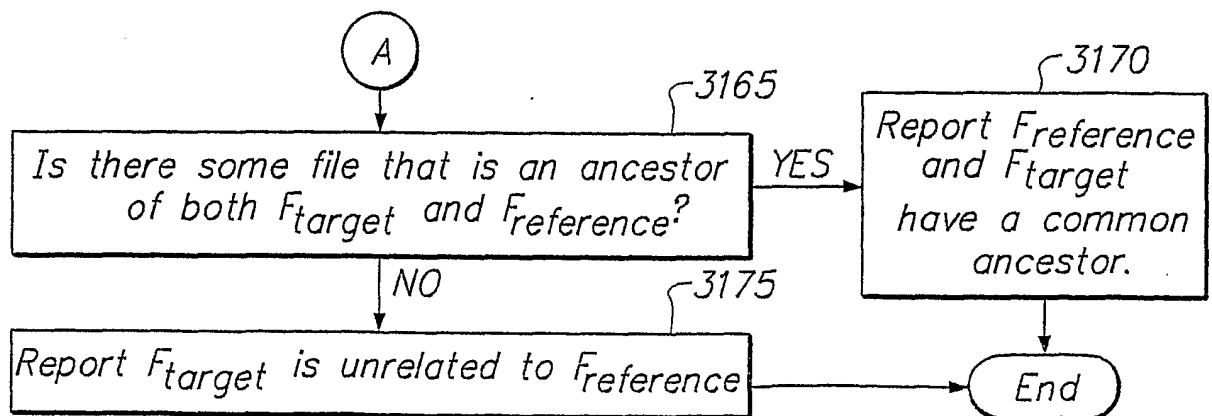 A
3165
Is there some file that is an ancestor
of both Ftarget and Freference?
YES
3170
Report Freference
and Ftarget
have a common
ancestor.
NO
3175
Report Ftarget is unrelated to Freference
End